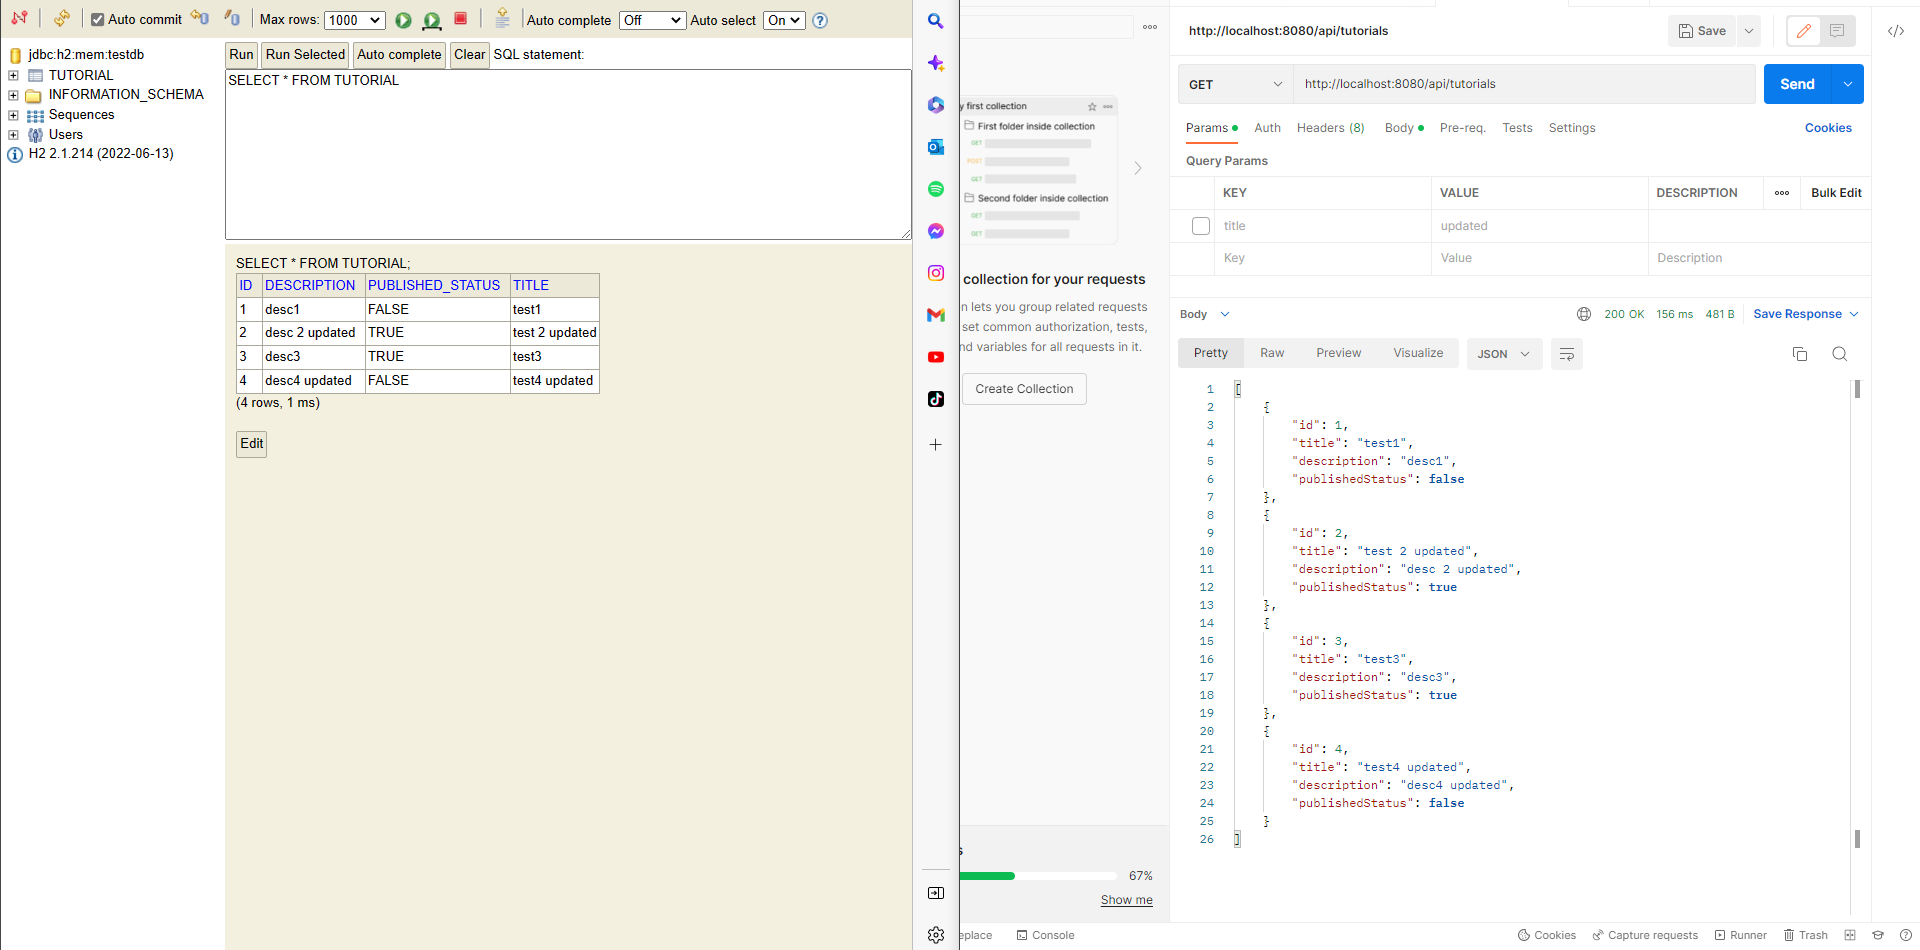 Auto commit
Max rows: 1000
Auto complete Off
Auto select On
jdbc:h2:mem:testdb
TUTORIAL
INFORMATION_SCHEMA
Sequences
Users
H2 2.1.214 (2022-06-13)
Run Run Selected Auto complete Clear SQL statement:
SELECT * FROM TUTORIAL
SELECT * FROM TUTORIAL;
ID DESCRIPTION PUBLISHED_STATUS TITLE
1 desc1 FALSE test1
2 desc 2 updated TRUE test 2 updated
3 desc3 TRUE test3
4 desc4 updated FALSE test4 updated
(4 rows, 1 ms)
Edit
y first collection
First folder inside collection
GET
POST
GET
Second folder inside collection
GET
GET
collection for your requests
n lets you group related requests
set common authorization, tests,
nd variables for all requests in it.
Create Collection
s
67%
Show me
eplace
Console
http://localhost:8080/api/tutorials
Save
GET http://localhost:8080/api/tutorials
Send
Params Auth Headers (8) Body Pre-req. Tests Settings
Cookies
Query Params
KEY VALUE DESCRIPTION Bulk Edit
title updated
Key Value Description
Body
200 OK 156 ms 481 B Save Response
Pretty Raw Preview Visualize JSON
1 [
2 {
3 "id": 1,
4 "title": "test1",
5 "description": "desc1",
6 "publishedStatus": false
7 },
8 {
9 "id": 2,
10 "title": "test 2 updated",
11 "description": "desc 2 updated",
12 "publishedStatus": true
13 },
14 {
15 "id": 3,
16 "title": "test3",
17 "description": "desc3",
18 "publishedStatus": true
19 },
20 {
21 "id": 4,
22 "title": "test4 updated",
23 "description": "desc4 updated",
24 "publishedStatus": false
25 }
26 ]
Cookies Capture requests Runner Trash